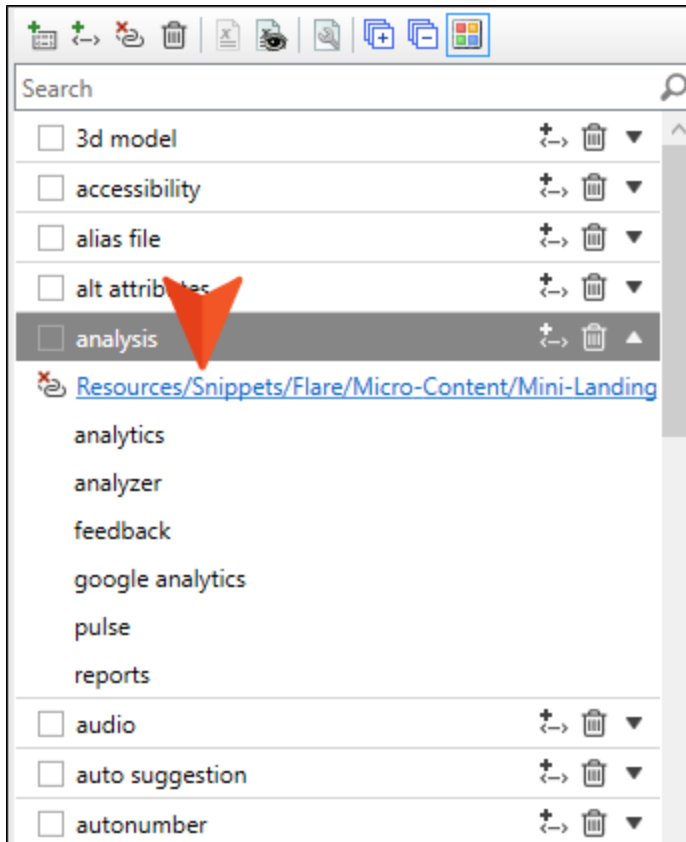 Search
3d model
accessibility
alias file
alt attributes
analysis
Resources/Snippets/Flare/Micro-Content/Mini-Landing
analytics
analyzer
feedback
google analytics
pulse
reports
audio
auto suggestion
autonumber